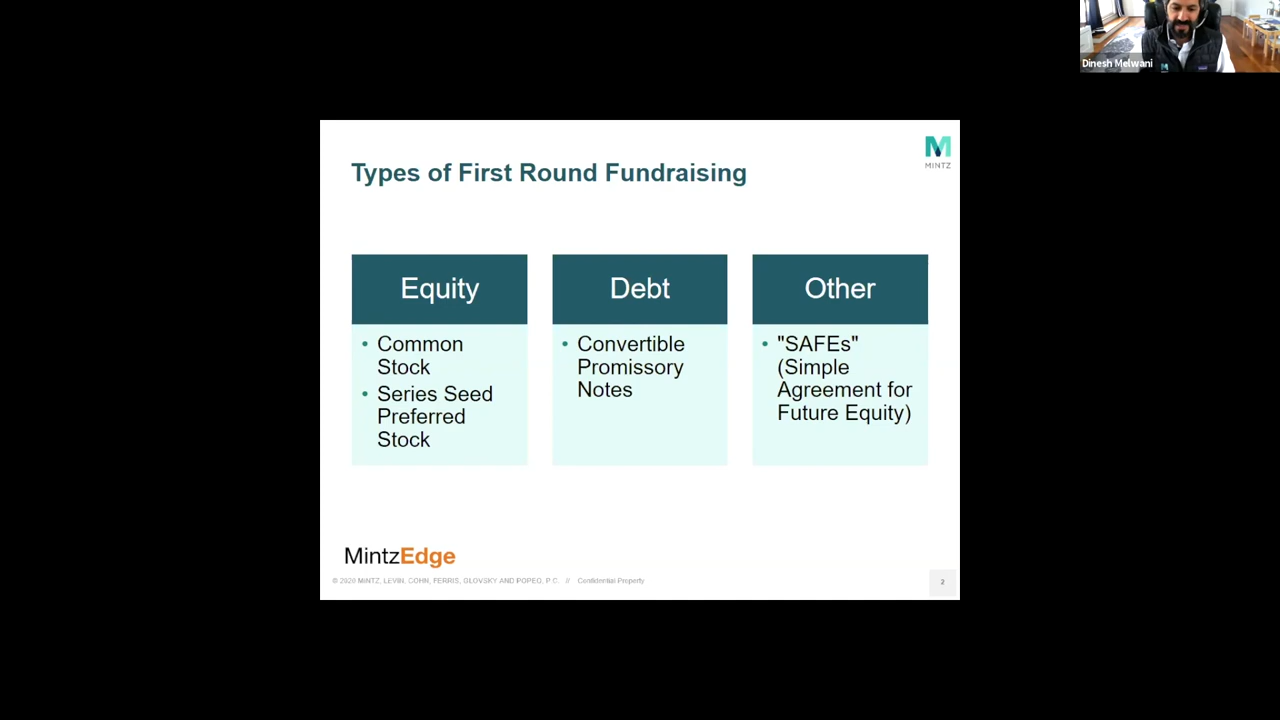 Dinesh Melwani
MINTZ
Types of First Round Fundraising
Equity
• Common
Stock
• Series Seed
Preferred
Stock
Debt
• Convertible
Promissory
Notes
Other
• "SAFEs"
(Simple
Agreement for
Future Equity)
MintzEdge
© 2020 MINTZ, LEVIN, COHN, FERRIS, GLOVSKY AND POPEO, P.C. // Confidential Property
2